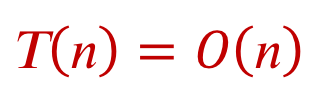 T(n) = O(n)